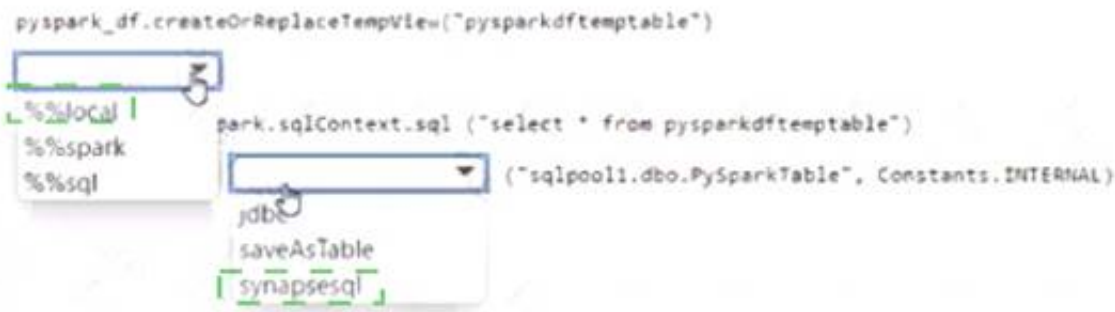 pyspark_df.createOrReplaceTempView("pysparkdftemptable")
%%local
%%spark
%%sql
park.sqlContext.sql ("select * from pysparkdftemptable")
("sqlpool1.dbo.PySparkTable", Constants.INTERNAL)
jdbc
saveAsTable
synapsesql